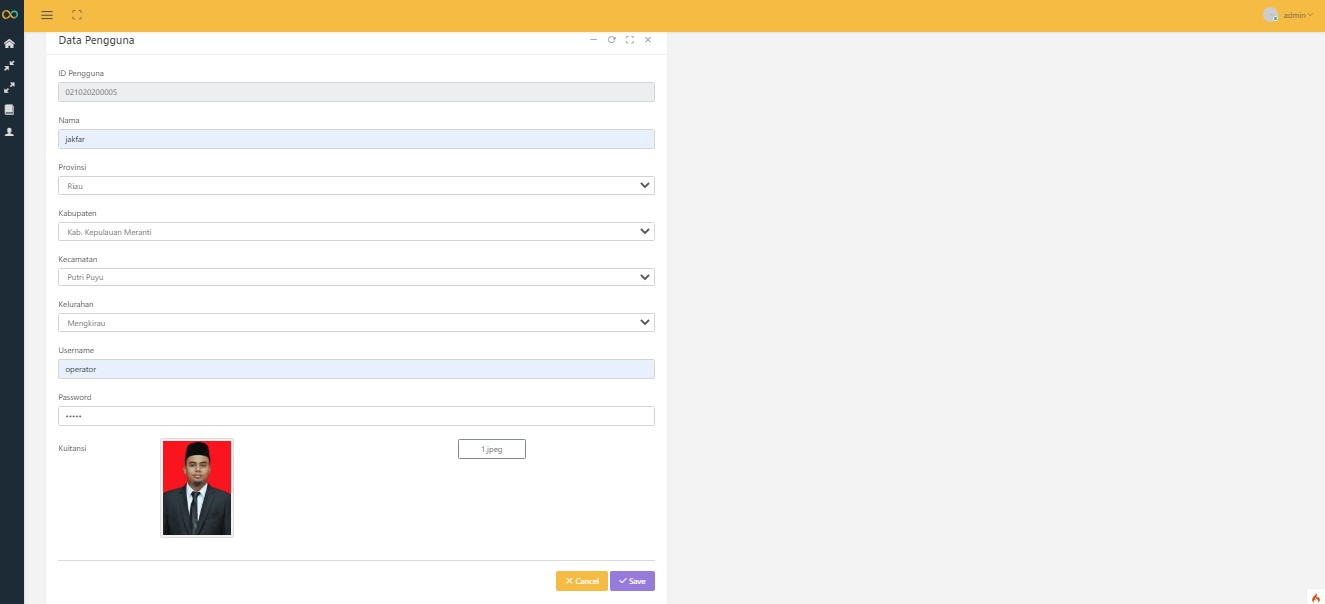 admin
Data Pengguna
ID Pengguna
021020200005
Nama
jakfar
Provinsi
Riau
Kabupaten
Kab. Kepulauan Meranti
Kecamatan
Putri Puyu
Kelurahan
Mengkirau
Username
operator
Password
•••••
Kuitansi
1.jpeg
Cancel
Save